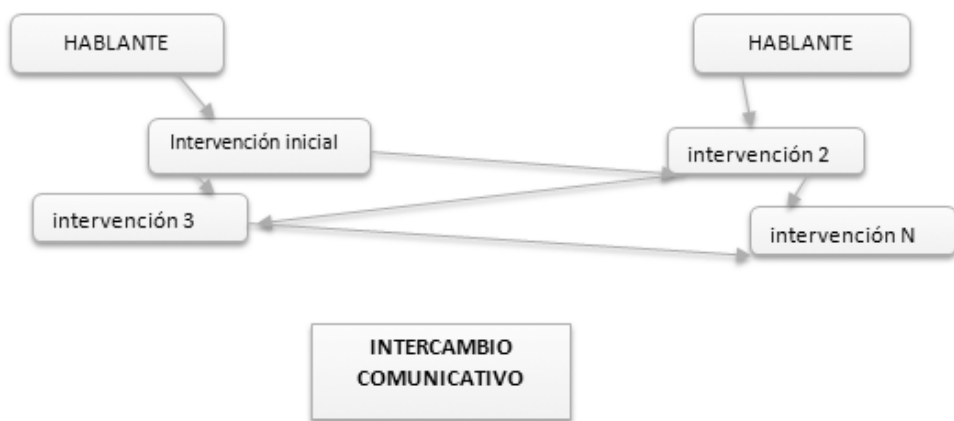 HABLANTE
HABLANTE
Intervención inicial
intervención 2
intervención 3
intervención N
INTERCAMBIO
COMUNICATIVO